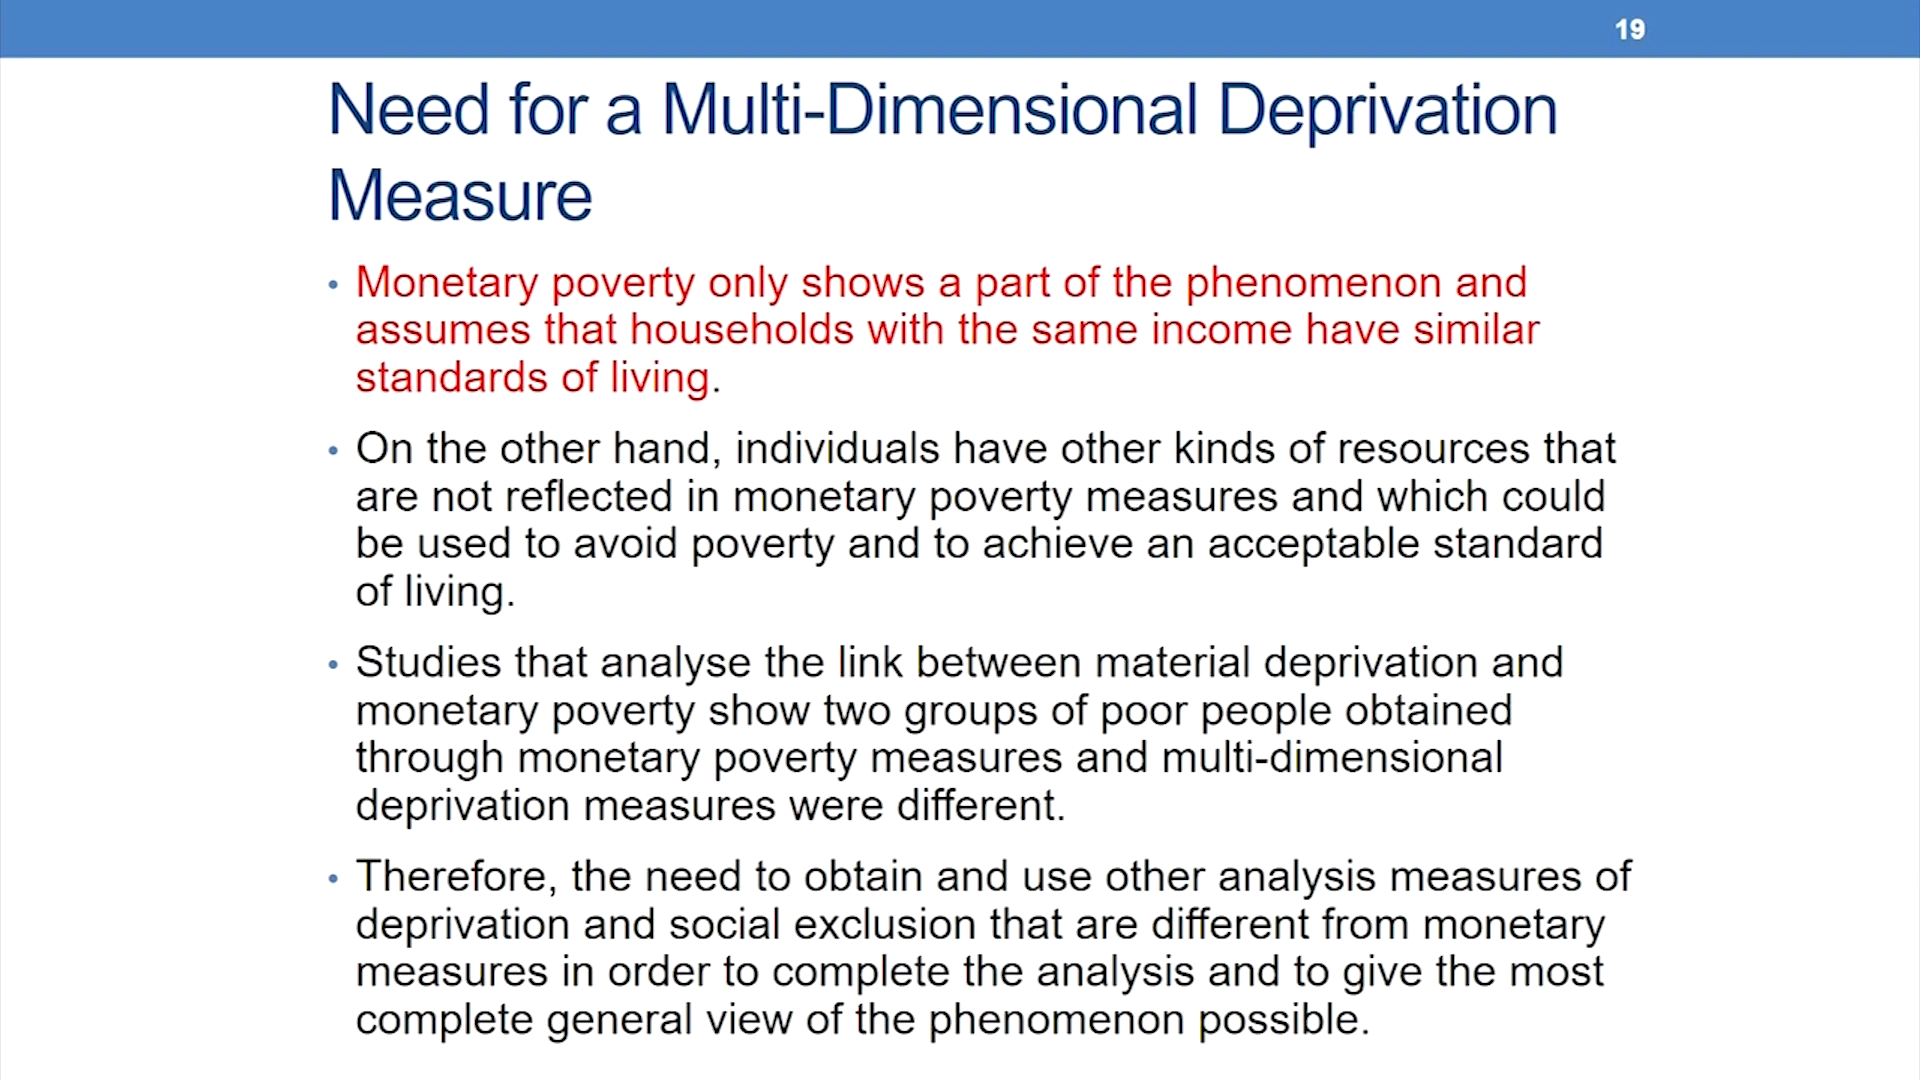 19
Need for a Multi-Dimensional Deprivation
Measure
• Monetary poverty only shows a part of the phenomenon and
assumes that households with the same income have similar
standards of living.
• On the other hand, individuals have other kinds of resources that
are not reflected in monetary poverty measures and which could
be used to avoid poverty and to achieve an acceptable standard
of living.
• Studies that analyse the link between material deprivation and
monetary poverty show two groups of poor people obtained
through monetary poverty measures and multi-dimensional
deprivation measures were different.
• Therefore, the need to obtain and use other analysis measures of
deprivation and social exclusion that are different from monetary
measures in order to complete the analysis and to give the most
complete general view of the phenomenon possible.